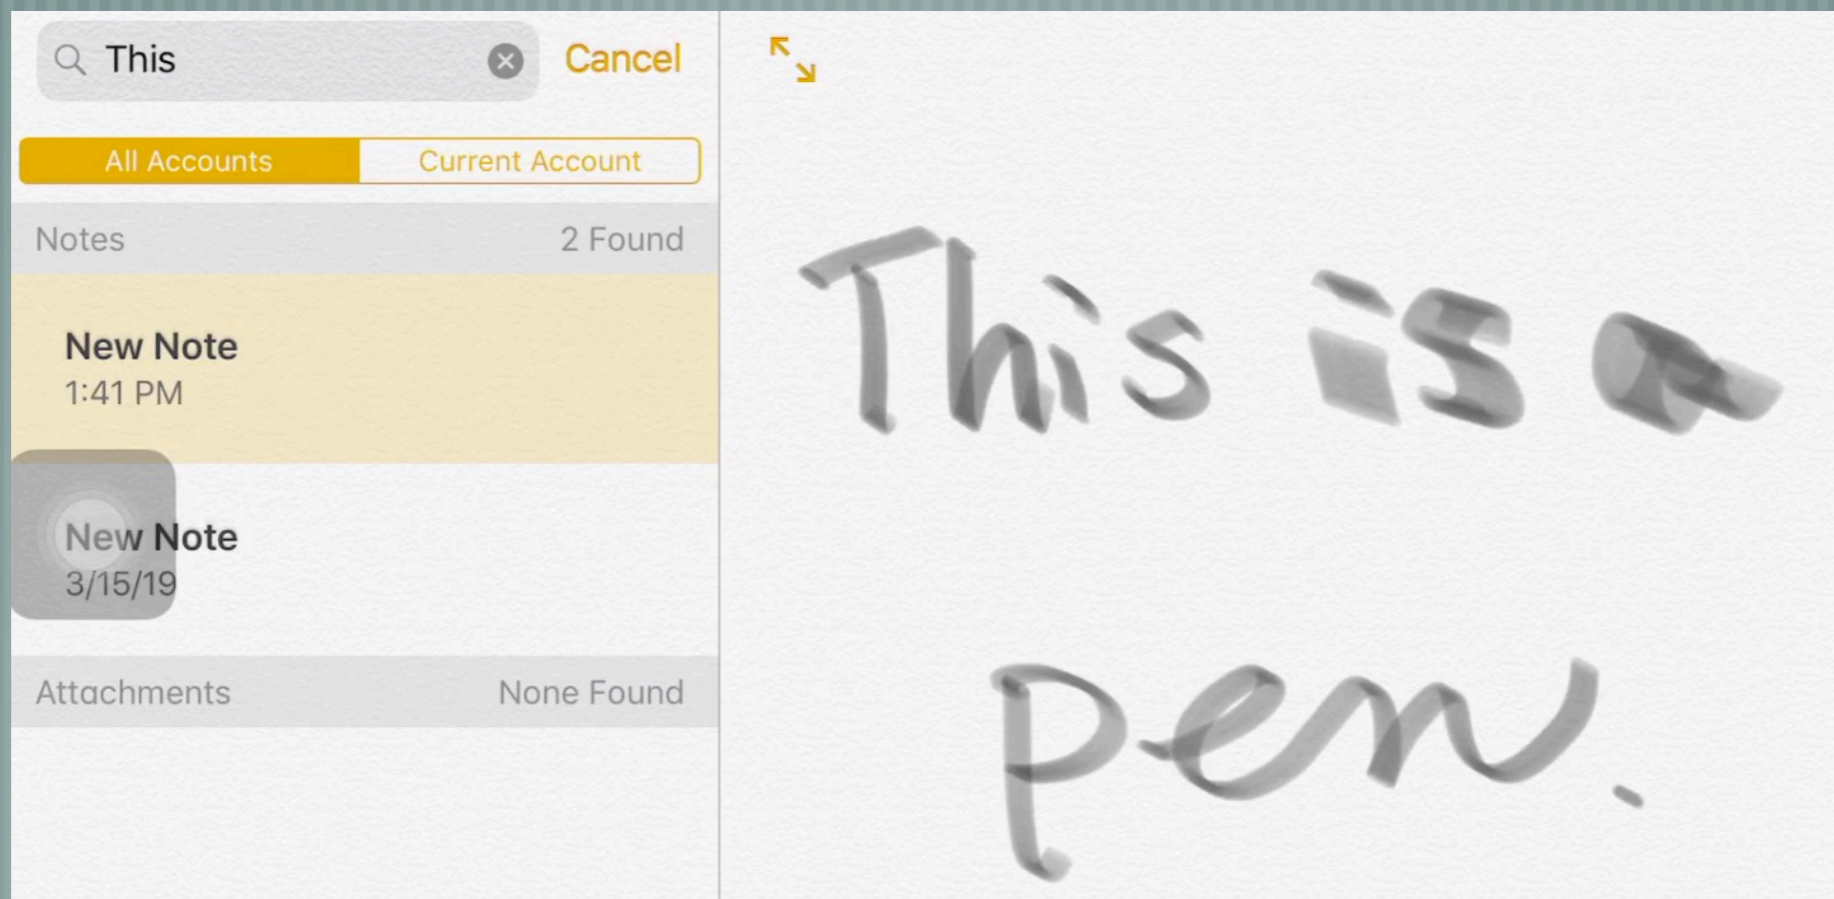 This
Cancel
All Accounts
Current Account
Notes
2 Found
New Note
1:41 PM
New Note
3/15/19
Attachments
None Found
This is a
pen.